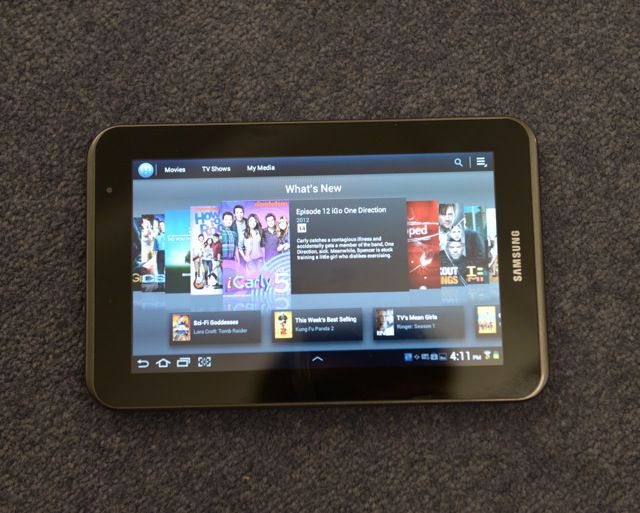 Movies TV Shows My Media
What's New
nickelodeon
iCarly 5
Episode 12 iGo One Direction
2012
Carly catches a contagious illness and
accidentally gets a member of the band, One
Direction, sick. Meanwhile, Spencer is stuck
training a little girl who dislikes exercising.
Sci-Fi Goddesses
Lara Croft: Tomb Raider
This Week's Best Selling
Kung Fu Panda 2
TV's Mean Girls
Ringer: Season 1
4:11 PM
SAMSUNG